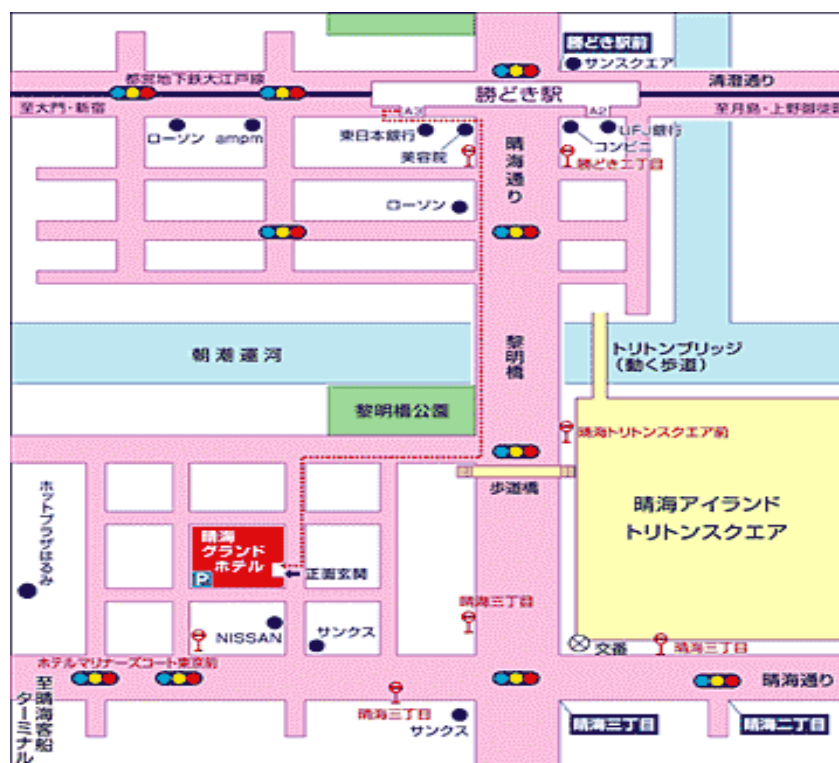 勝どき駅前
サンスクエア
都営地下鉄大江戸線
清澄通り
勝どき駅
至大門・新宿
A3
A2
至月島・上野御徒町
ローソン
ampm
東日本銀行
美容院
UFJ銀行
コンビニ
勝どき二丁目
晴海通り
ローソン
朝潮運河
黎明橋
トリトンブリッジ
(動く歩道)
黎明橋公園
晴海トリトンスクエア前
歩道橋
晴海アイランド
トリトンスクエア
ホットプラザはるみ
晴海
グランド
ホテル
P
正面玄関
晴海三丁目
NISSAN
サンクス
交番
晴海三丁目
ホテルマリナーズコート東京前
至晴海客船
ターミナル
晴海三丁目
サンクス
晴海通り
晴海三丁目
晴海二丁目